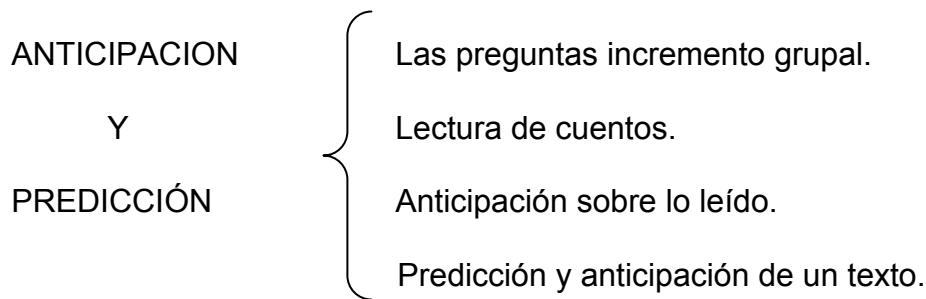 ANTICIPACION
Y
PREDICCIÓN
Las preguntas incremento grupal.
Lectura de cuentos.
Anticipación sobre lo leído.
Predicción y anticipación de un texto.